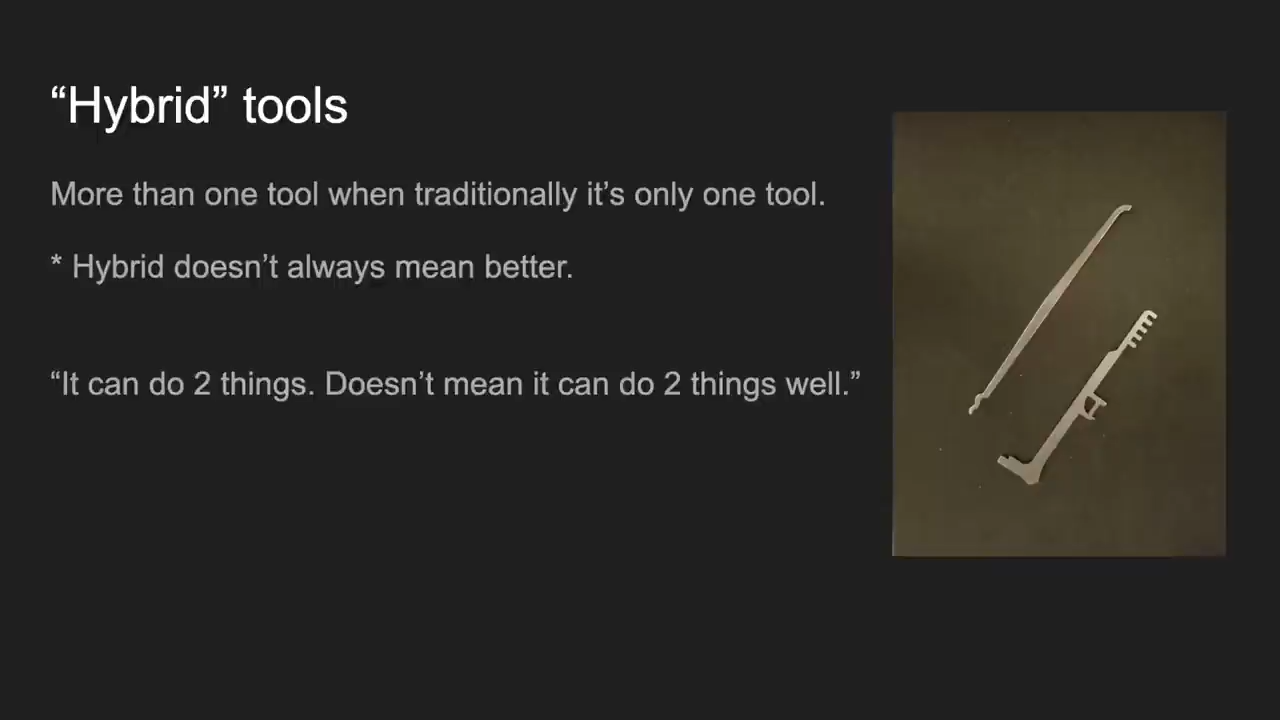 “Hybrid” tools
More than one tool when traditionally it’s only one tool.
* Hybrid doesn’t always mean better.
“It can do 2 things. Doesn’t mean it can do 2 things well.”